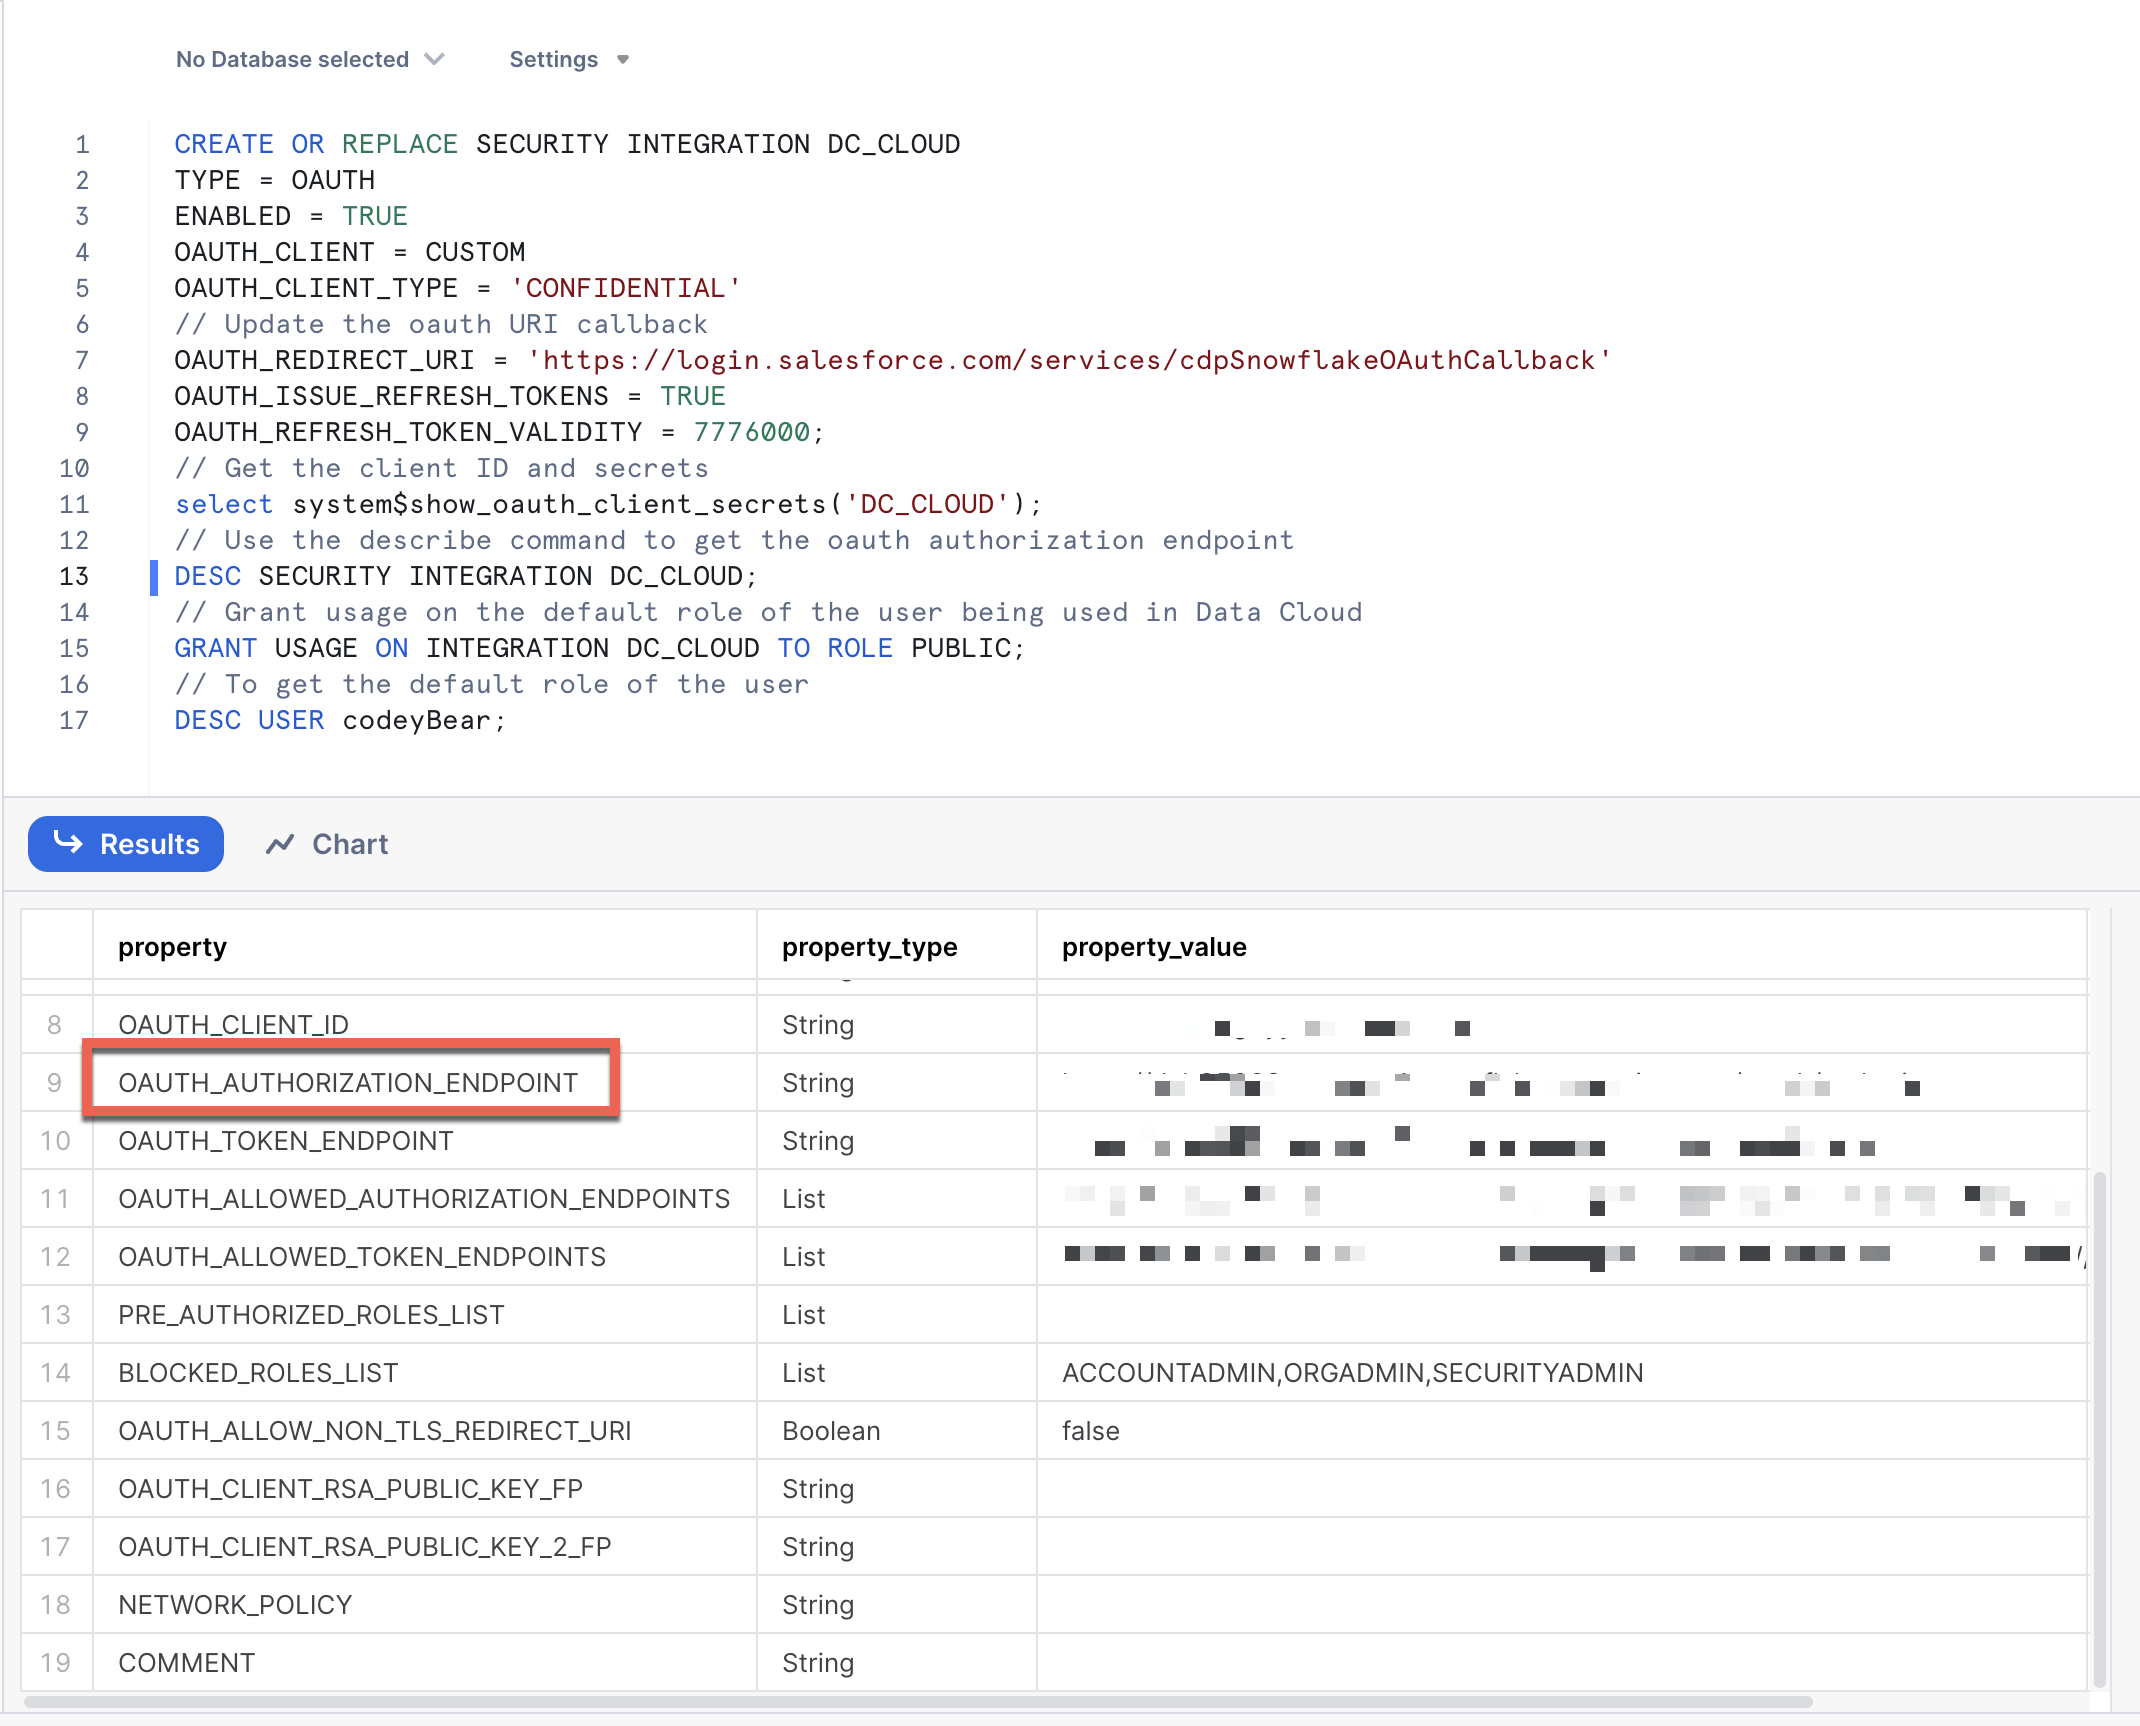 No Database selected Settings
1 CREATE OR REPLACE SECURITY INTEGRATION DC_CLOUD
2 TYPE = OAUTH
3 ENABLED = TRUE
4 OAUTH_CLIENT = CUSTOM
5 OAUTH_CLIENT_TYPE = 'CONFIDENTIAL'
6 // Update the oauth URI callback
7 OAUTH_REDIRECT_URI = 'https://login.salesforce.com/services/cdpSnowflakeOAuthCallback'
8 OAUTH_ISSUE_REFRESH_TOKENS = TRUE
9 OAUTH_REFRESH_TOKEN_VALIDITY = 7776000;
10 // Get the client ID and secrets
11 select system$show_oauth_client_secrets('DC_CLOUD');
12 // Use the describe command to get the oauth authorization endpoint
13 DESC SECURITY INTEGRATION DC_CLOUD;
14 // Grant usage on the default role of the user being used in Data Cloud
15 GRANT USAGE ON INTEGRATION DC_CLOUD TO ROLE PUBLIC;
16 // To get the default role of the user
17 DESC USER codeyBear;
Results Chart
property property_type property_value
8 OAUTH_CLIENT_ID String
9 OAUTH_AUTHORIZATION_ENDPOINT String
10 OAUTH_TOKEN_ENDPOINT String
11 OAUTH_ALLOWED_AUTHORIZATION_ENDPOINTS List
12 OAUTH_ALLOWED_TOKEN_ENDPOINTS List
13 PRE_AUTHORIZED_ROLES_LIST List
14 BLOCKED_ROLES_LIST List ACCOUNTADMIN,ORGADMIN,SECURITYADMIN
15 OAUTH_ALLOW_NON_TLS_REDIRECT_URI Boolean false
16 OAUTH_CLIENT_RSA_PUBLIC_KEY_FP String
17 OAUTH_CLIENT_RSA_PUBLIC_KEY_2_FP String
18 NETWORK_POLICY String
19 COMMENT String